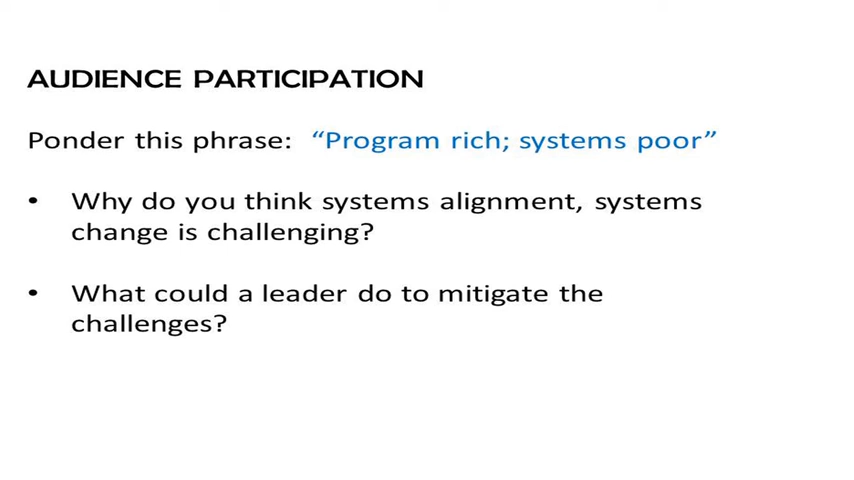 AUDIENCE PARTICIPATION
Ponder this phrase: “Program rich; systems poor”
• Why do you think systems alignment, systems
change is challenging?
• What could a leader do to mitigate the
challenges?